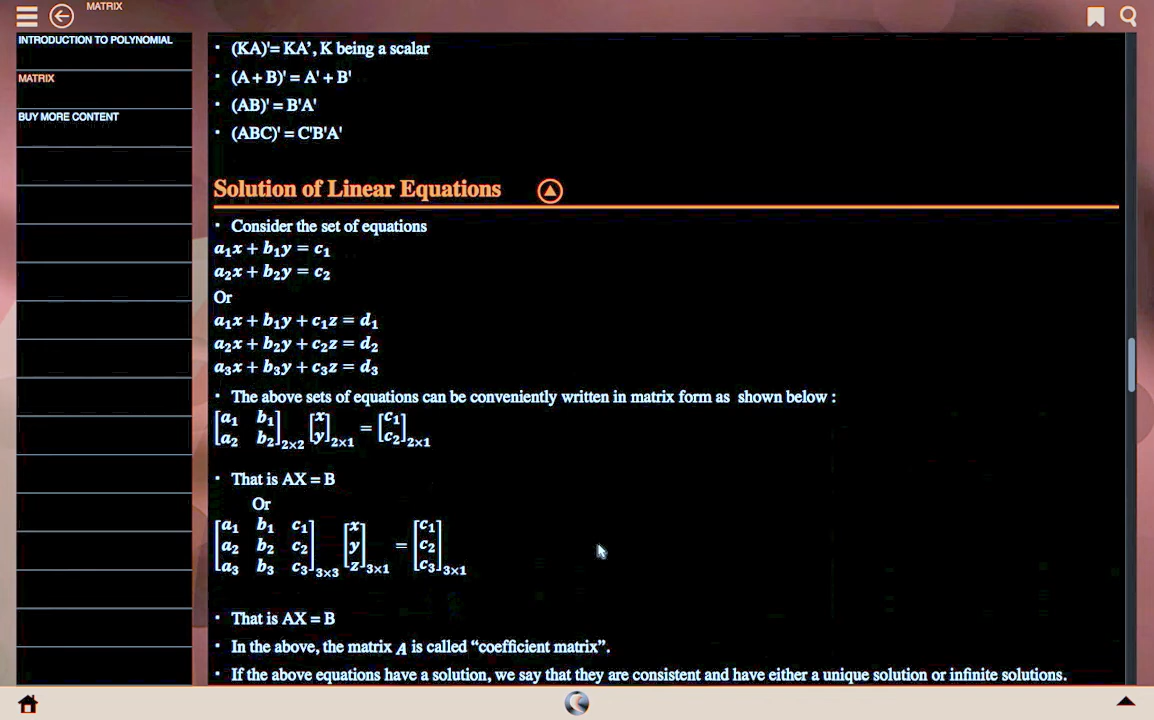 MATRIX
INTRODUCTION TO POLYNOMIAL
MATRIX
BUY MORE CONTENT
· (KA)'= KA’, K being a scalar
· (A + B)' = A' + B'
· (AB)' = B'A'
· (ABC)' = C'B'A'
Solution of Linear Equations
· Consider the set of equations
a₁x + b₁y = c₁
a₂x + b₂y = c₂
Or
a₁x + b₁y + c₁z = d₁
a₂x + b₂y + c₂z = d₂
a₃x + b₃y + c₃z = d₃
· The above sets of equations can be conveniently written in matrix form as shown below :
[a₁ b₁] [x] = [c₁]
[a₂ b₂]₂ₓ₂ [y]₂ₓ₁ [c₂]₂ₓ₁
· That is AX = B
Or
[a₁ b₁ c₁] [x] [c₁]
[a₂ b₂ c₂] [y] = [c₂]
[a₃ b₃ c₃]₃ₓ₃ [z]₃ₓ₁ [c₃]₃ₓ₁
· That is AX = B
· In the above, the matrix A is called “coefficient matrix”.
· If the above equations have a solution, we say that they are consistent and have either a unique solution or infinite solutions.